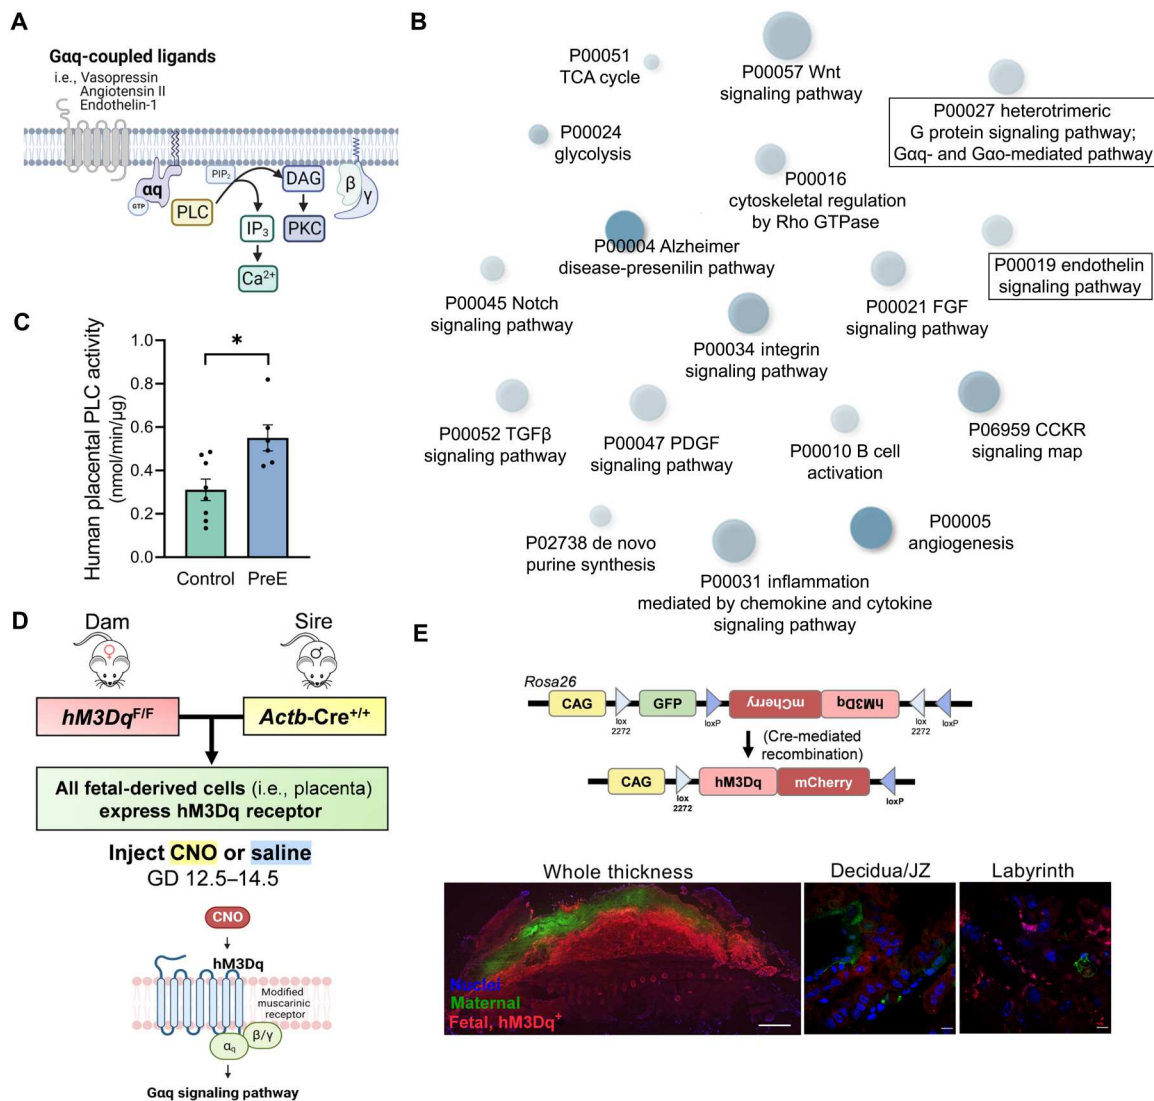 A
Gαq-coupled ligands
i.e., Vasopressin
Angiotensin II
Endothelin-1
αq
GTP
PLC
PIP₂
DAG
IP₃
PKC
Ca²⁺
β
γ
B
P00051
TCA cycle
P00057 Wnt
signaling pathway
P00027 heterotrimeric
G protein signaling pathway;
Gαq- and Gαo-mediated pathway
P00024
glycolysis
P00016
cytoskeletal regulation
by Rho GTPase
P00004 Alzheimer
disease-presenilin pathway
P00019 endothelin
signaling pathway
P00045 Notch
signaling pathway
P00021 FGF
signaling pathway
P00034 integrin
signaling pathway
P00052 TGFβ
signaling pathway
P00047 PDGF
signaling pathway
P00010 B cell
activation
P06959 CCKR
signaling map
P02738 de novo
purine synthesis
P00031 inflammation
mediated by chemokine and cytokine
signaling pathway
P00005
angiogenesis
C
Human placental PLC activity
(nmol/min/μg)
1.0
0.8
0.6
0.4
0.2
0.0
*
Control
PreE
D
Dam
Sire
hM3Dq^F/F
Actb-Cre^+/+
All fetal-derived cells (i.e., placenta)
express hM3Dq receptor
Inject CNO or saline
GD 12.5–14.5
CNO
hM3Dq
Modified
muscarinic
receptor
αq
β/γ
Gαq signaling pathway
E
Rosa26
CAG
lox
2272
GFP
loxP
mCherry
hM3Dq
lox
2272
loxP
(Cre-mediated
recombination)
CAG
lox
2272
hM3Dq
mCherry
loxP
Whole thickness
Decidua/JZ
Labyrinth
Nuclei
Maternal
Fetal, hM3Dq⁺